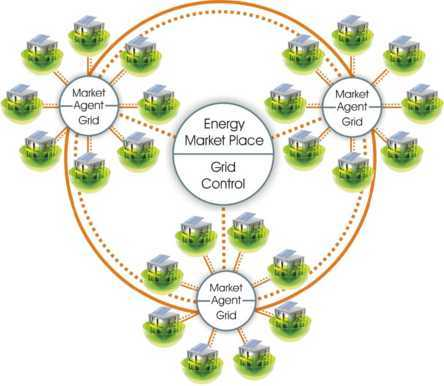 Market
Agent
Grid
Market
Agent
Grid
Energy
Market Place
Grid
Control
Market
Agent
Grid